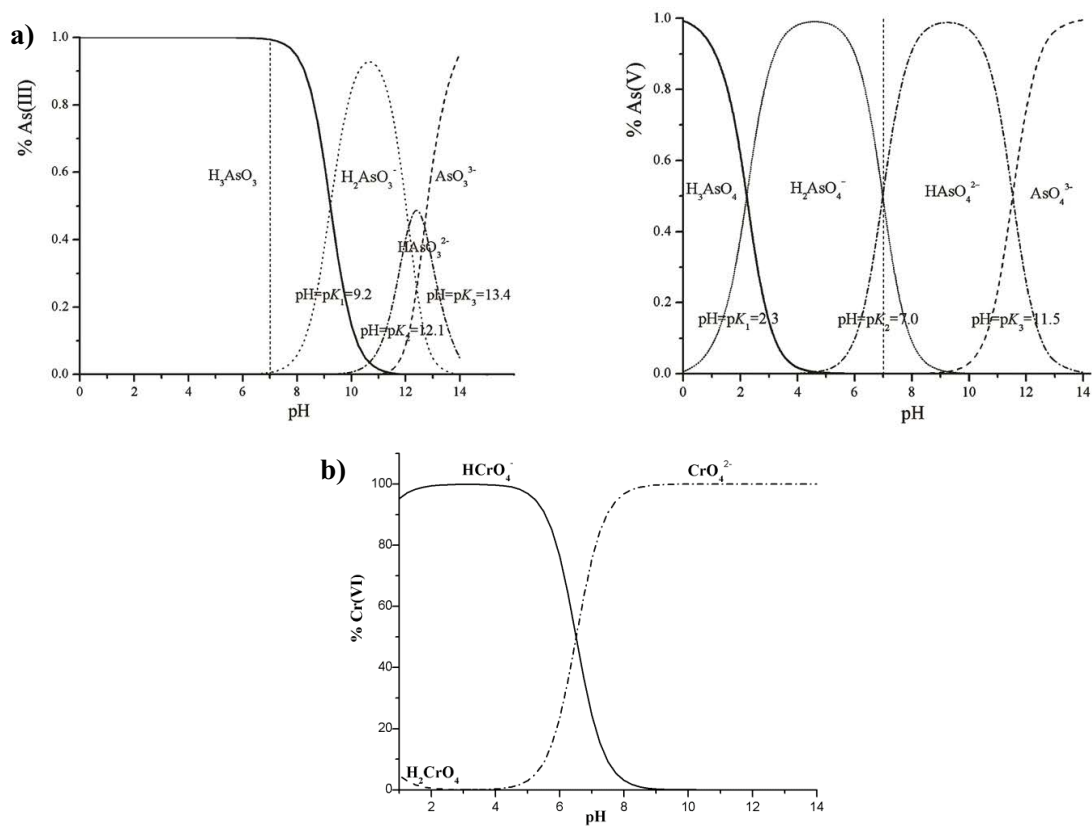 a)
% As(III)
1.0
0.8
0.6
0.4
0.2
0.0
H₃AsO₃
H₂AsO₃⁻
AsO₃³⁻
HAsO₃²⁻
pH=pK₁=9.2
pH=pK₃=13.4
pH=pK₂=12.1
0 2 4 6 8 10 12 14
pH
% As(V)
1.0
0.8
0.6
0.4
0.2
0.0
H₃AsO₄
H₂AsO₄⁻
HAsO₄²⁻
AsO₄³⁻
pH=pK₁=2.3
pH=pK₂=7.0
pH=pK₃=11.5
0 2 4 6 8 10 12 14
pH
b)
HCrO₄⁻
CrO₄²⁻
% Cr(VI)
100
80
60
40
20
0
H₂CrO₄
2 4 6 8 10 12 14
pH